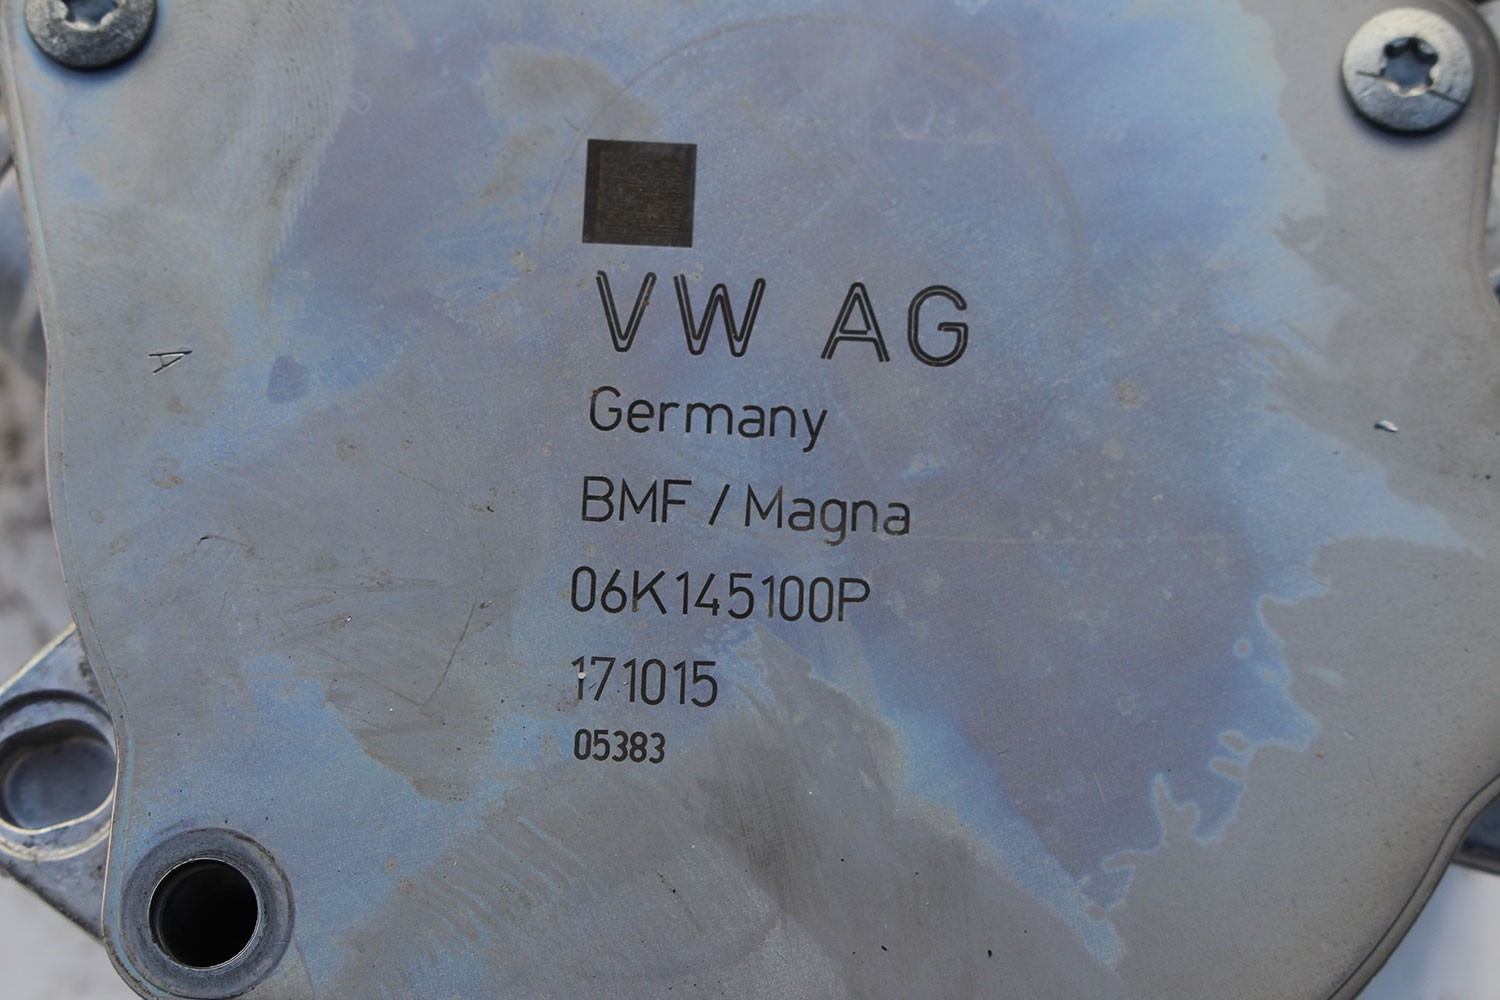 VW AG
Germany
BMF / Magna
06K145100P
171015
05383
A